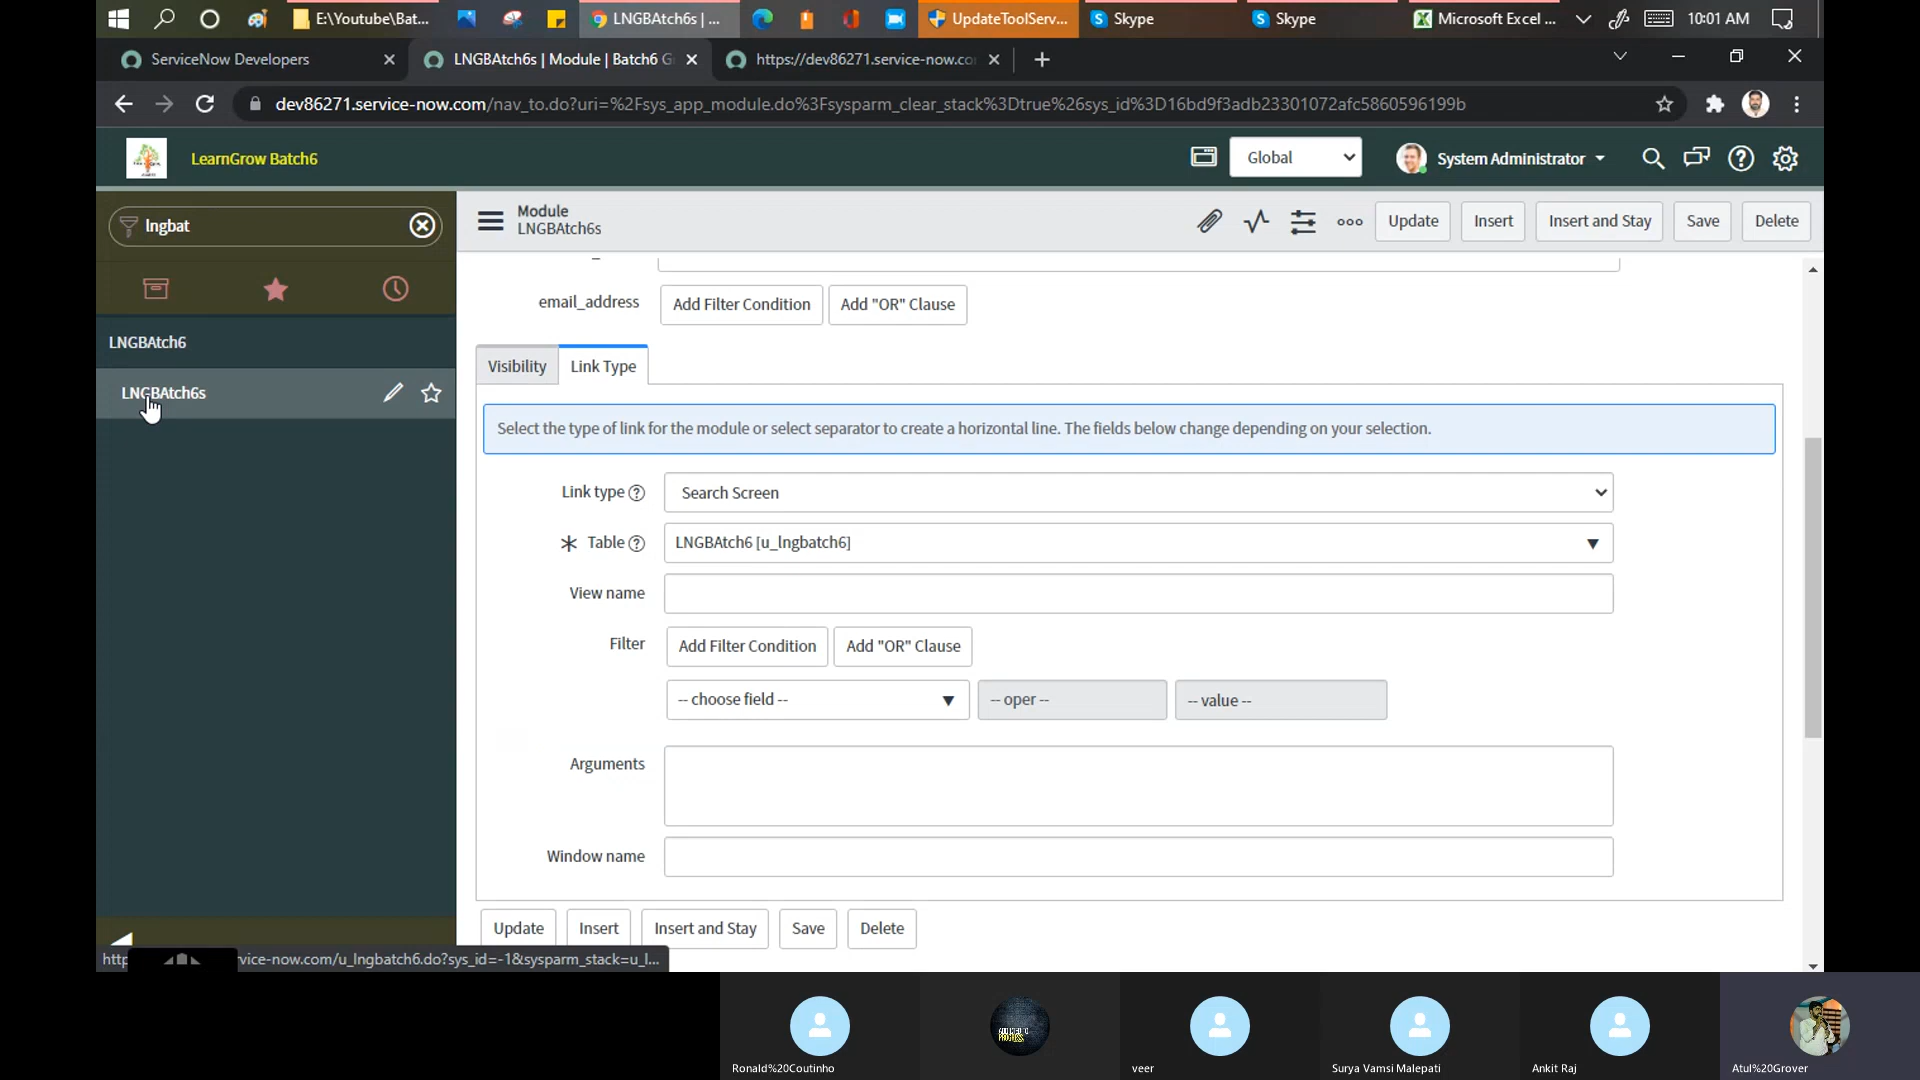 E:\Youtube\Bat...
LNGBAtch6s | ...
UpdateToolServ...
Skype
Skype
Microsoft Excel ...
10:01 AM
ServiceNow Developers
LNGBAtch6s | Module | Batch6 G
https://dev86271.service-now.co
dev86271.service-now.com/nav_to.do?uri=%2Fsys_app_module.do%3Fsysparm_clear_stack%3Dtrue%26sys_id%3D16bd9f3adb23301072afc5860596199b
LearnGrow Batch6
Global
System Administrator
lngbat
Module
LNGBAtch6s
Update
Insert
Insert and Stay
Save
Delete
email_address
Add Filter Condition
Add "OR" Clause
LNGBAtch6
LNGBAtch6s
Visibility
Link Type
Select the type of link for the module or select separator to create a horizontal line. The fields below change depending on your selection.
Link type
Search Screen
Table
LNGBAtch6 [u_lngbatch6]
View name
Filter
Add Filter Condition
Add "OR" Clause
-- choose field --
-- oper --
-- value --
Arguments
Window name
Update
Insert
Insert and Stay
Save
Delete
http
vice-now.com/u_lngbatch6.do?sys_id=-1&sysparm_stack=u_l...
Ronald%20Coutinho
veer
Surya Vamsi Malepati
Ankit Raj
Atul%20Grover